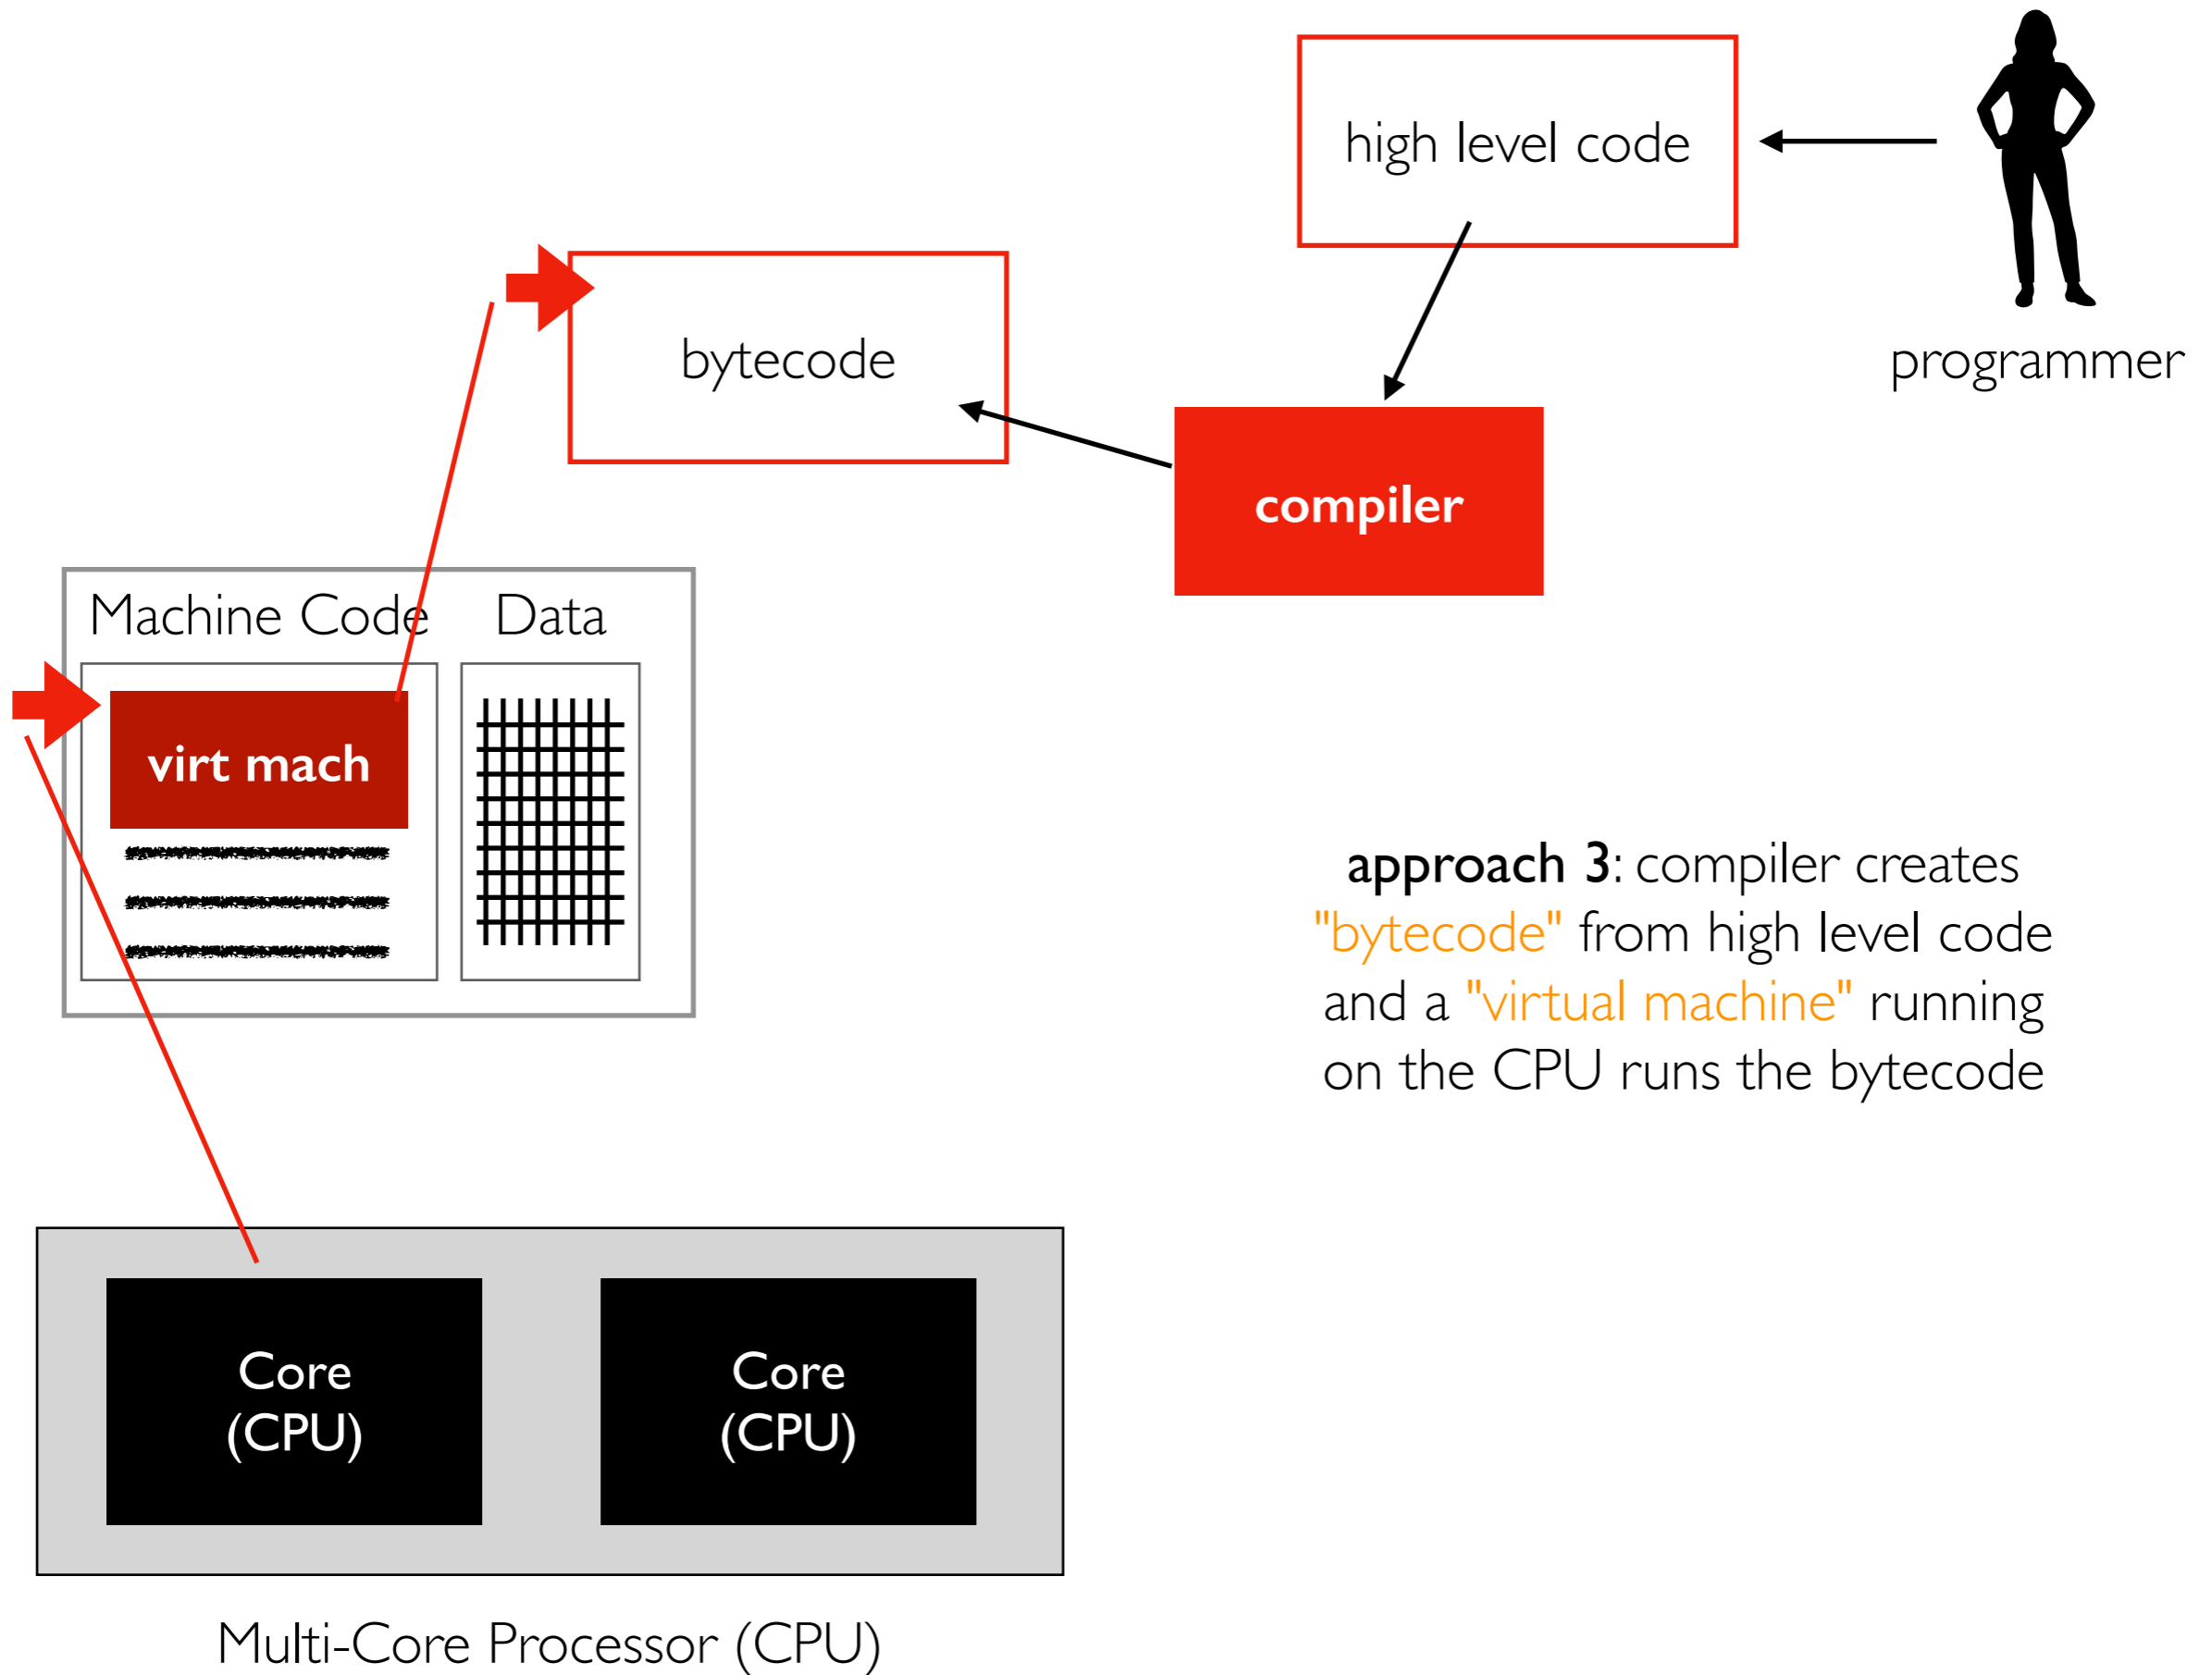 high level code
programmer
bytecode
compiler
Machine Code
Data
virt mach
approach 3: compiler creates
"bytecode" from high level code
and a "virtual machine" running
on the CPU runs the bytecode
Core
(CPU)
Core
(CPU)
Multi-Core Processor (CPU)